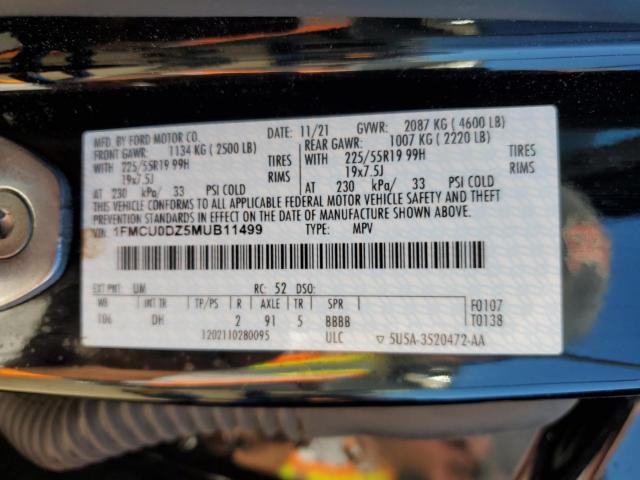 MFD. BY FORD MOTOR CO.
DATE: 11/21 GVWR: 2087 KG ( 4600 LB)
FRONT GAWR: 1134 KG ( 2500 LB)
REAR GAWR: 1007 KG ( 2220 LB)
WITH 225/55R19 99H TIRES
WITH 225/55R19 99H TIRES
19x7.5J RIMS
19x7.5J RIMS
AT 230 kPa/ 33 PSI COLD
AT 230 kPa/ 33 PSI COLD
THIS VEHICLE CONFORMS TO ALL APPLICABLE FEDERAL MOTOR VEHICLE SAFETY AND THEFT
PREVENTION STANDARDS IN EFFECT ON THE DATE OF MANUFACTURE SHOWN ABOVE.
VIN: 1FMCU0DZ5MUB11499 TYPE: MPV
EXT PNT: UM RC: 52 DSO:
WB INT TR TP/PS R AXLE TR SPR F0107
106 DH 2 91 5 BBBB T0138
1202110280095 ULC ▽ 5U5A-3520472-AA